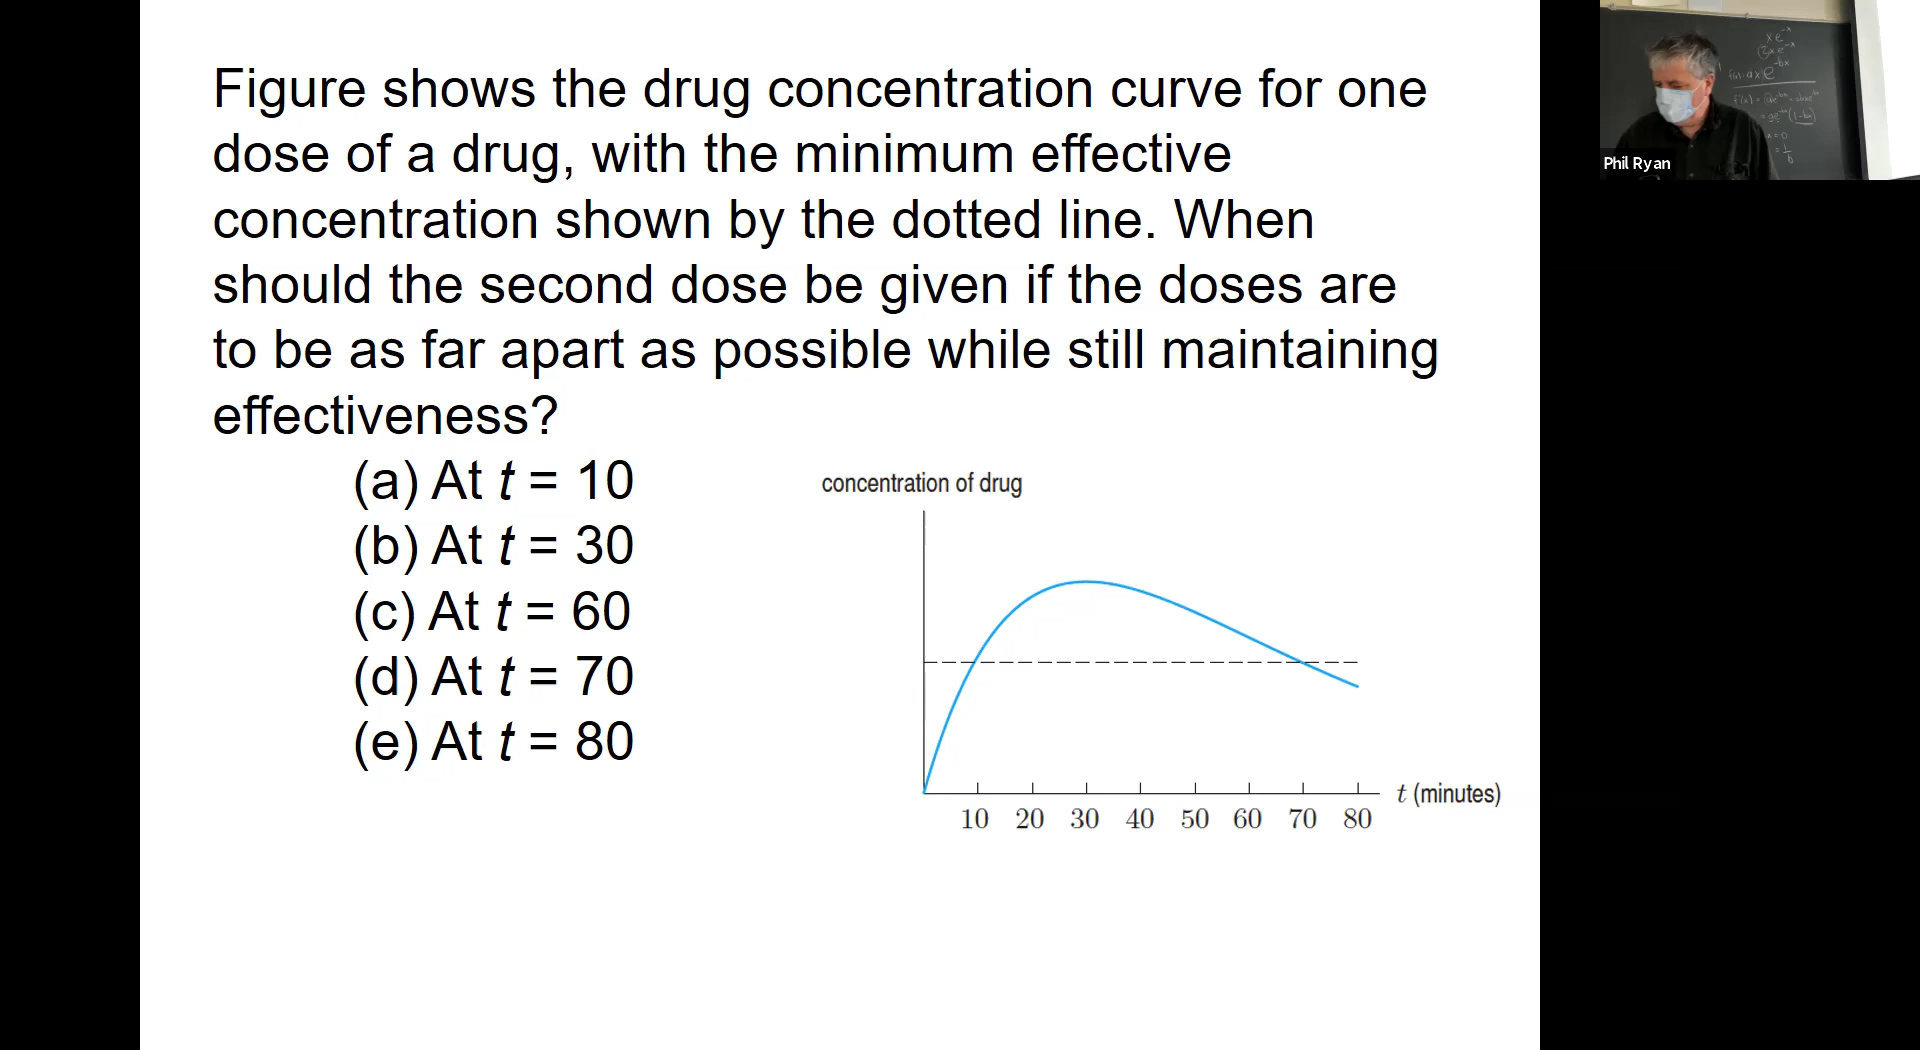 Figure shows the drug concentration curve for one
dose of a drug, with the minimum effective
concentration shown by the dotted line. When
should the second dose be given if the doses are
to be as far apart as possible while still maintaining
effectiveness?
(a) At t = 10
(b) At t = 30
(c) At t = 60
(d) At t = 70
(e) At t = 80
concentration of drug
t (minutes)
10 20 30 40 50 60 70 80
xe^-x
Phil Ryan